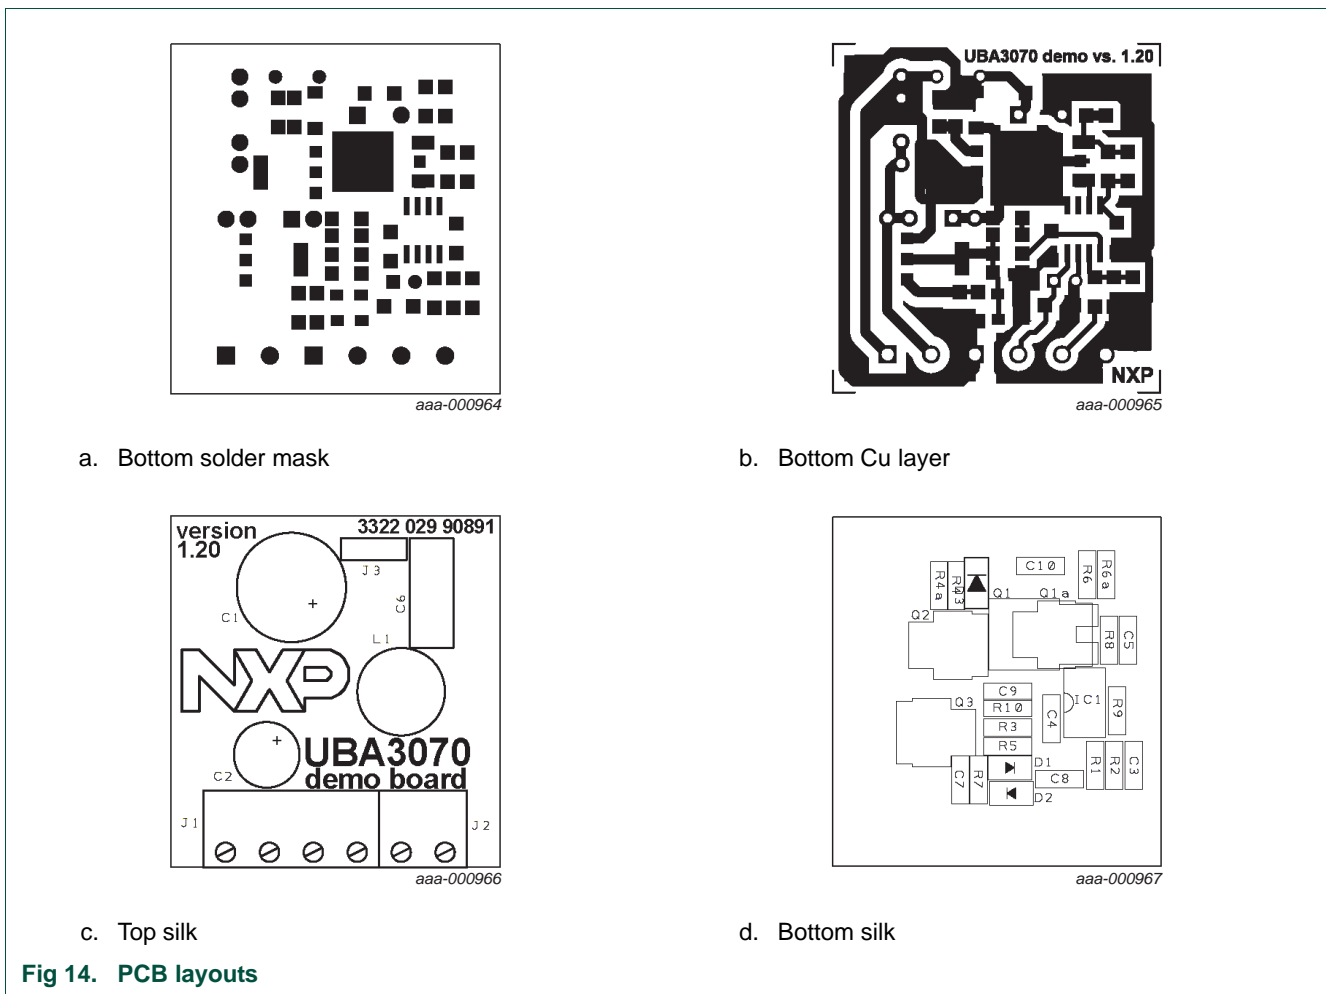 aaa-000964
a. Bottom solder mask
UBA3070 demo vs. 1.20
NXP
aaa-000965
b. Bottom Cu layer
version
1.20
3322 029 90891
J3
C6
C1
L1
NXP
UBA3070
demo board
C2
J1
J2
aaa-000966
c. Top silk
C10
R6
R6a
R4a
Q1
Q1a
Q2
R8
C5
C9
R10
R3
R5
Q3
C4
IC1
R9
D1
C7
R7
C8
D2
R1
R2
C3
aaa-000967
d. Bottom silk
Fig 14. PCB layouts